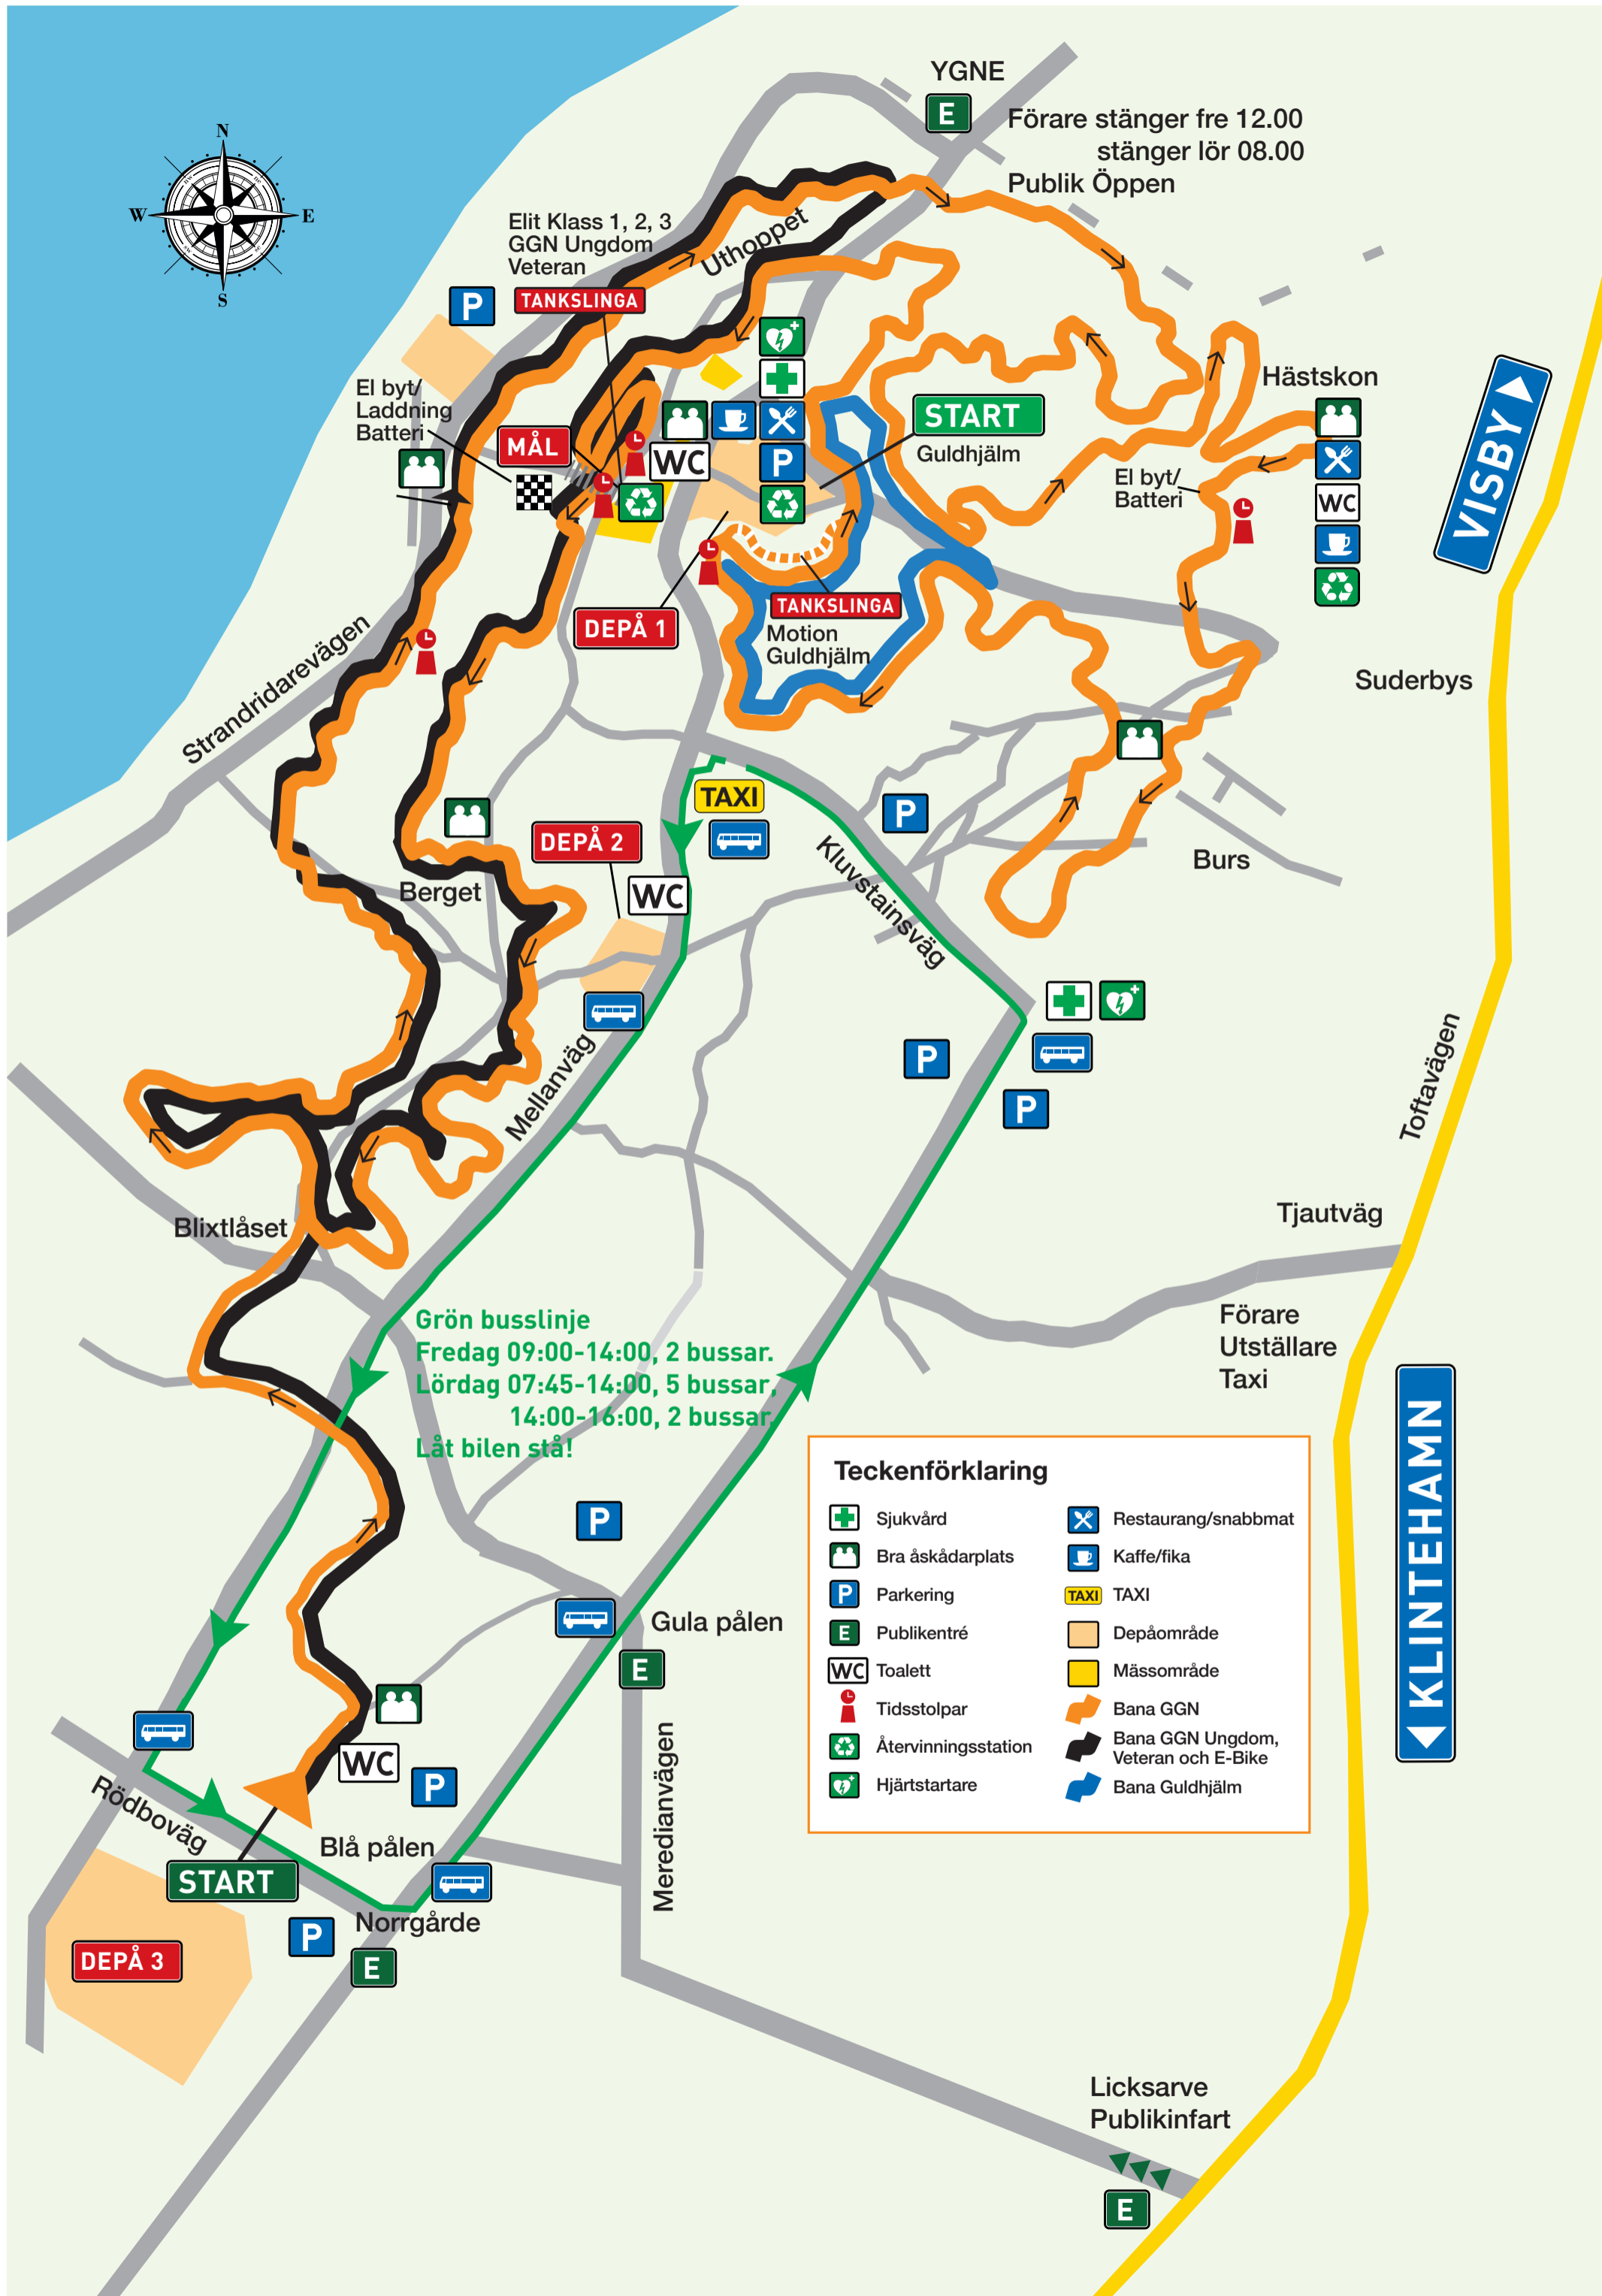 YGNE
E
Förare stänger fre 12.00
stänger lör 08.00
Publik Öppen
N
W
E
S
Elit Klass 1, 2, 3
GGN Ungdom
Veteran
TANKSLINGA
Uthoppet
P
El byt/
Laddning
Batteri
MÅL
WC
P
START
Guldhjälm
Hästskon
WC
El byt/
Batteri
VISBY
DEPÅ 1
TANKSLINGA
Motion
Guldhjälm
Strandridarevägen
Suderbys
TAXI
P
Kluvstainsväg
Burs
DEPÅ 2
WC
Berget
Mellanväg
P
P
Toftavägen
Blixtlåset
Tjautväg
Förare
Utställare
Taxi
Grön busslinje
Fredag 09:00-14:00, 2 bussar.
Lördag 07:45-14:00, 5 bussar,
14:00-16:00, 2 bussar.
Låt bilen stå!
KLINTEHAMN
P
Gula pålen
E
Meredianvägen
WC
P
Rödboväg
Blå pålen
START
Norrgårde
P
E
DEPÅ 3
Teckenförklaring
Sjukvård
Bra åskådarplats
P Parkering
E Publikentré
WC Toalett
Tidsstolpar
Återvinningsstation
Hjärtstartare
Restaurang/snabbmat
Kaffe/fika
TAXI TAXI
Depåområde
Mässområde
Bana GGN
Bana GGN Ungdom,
Veteran och E-Bike
Bana Guldhjälm
Licksarve
Publikinfart
E